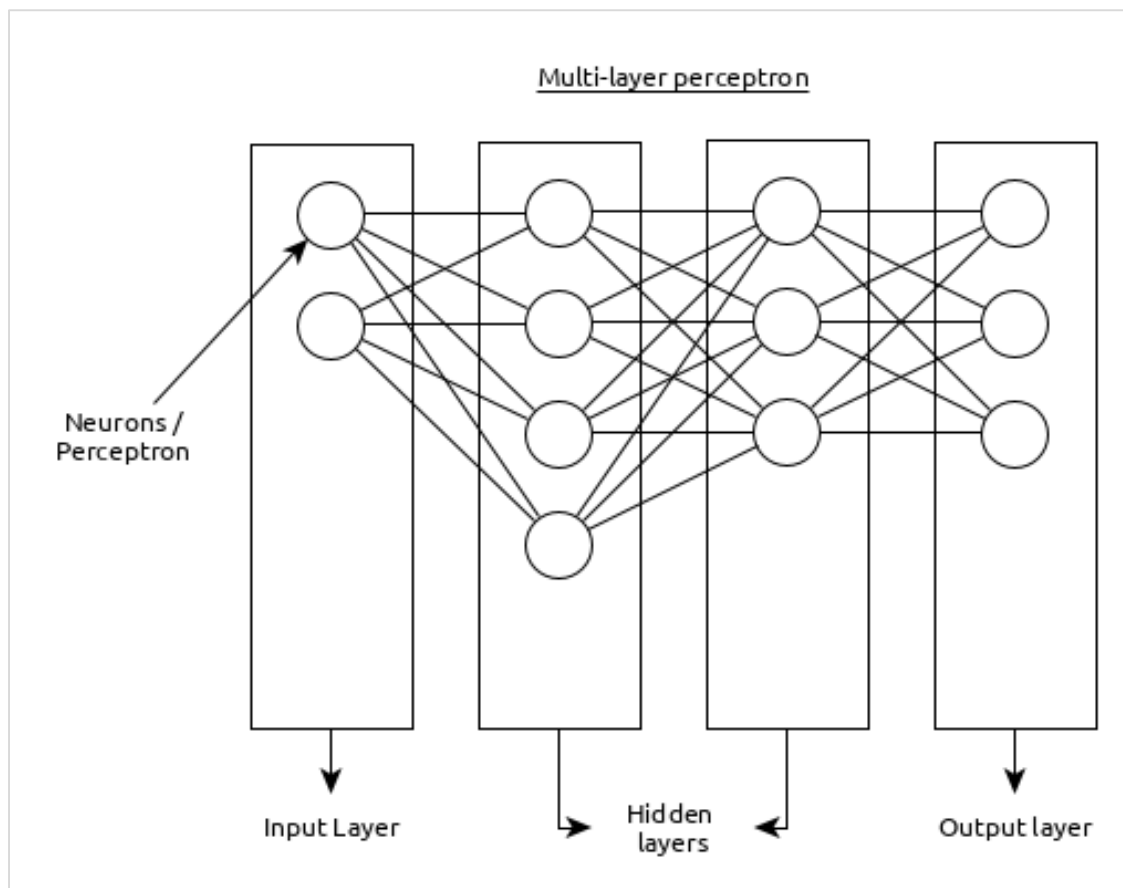 Multi-layer perceptron
Neurons /
Perceptron
Input Layer
Hidden
layers
Output layer